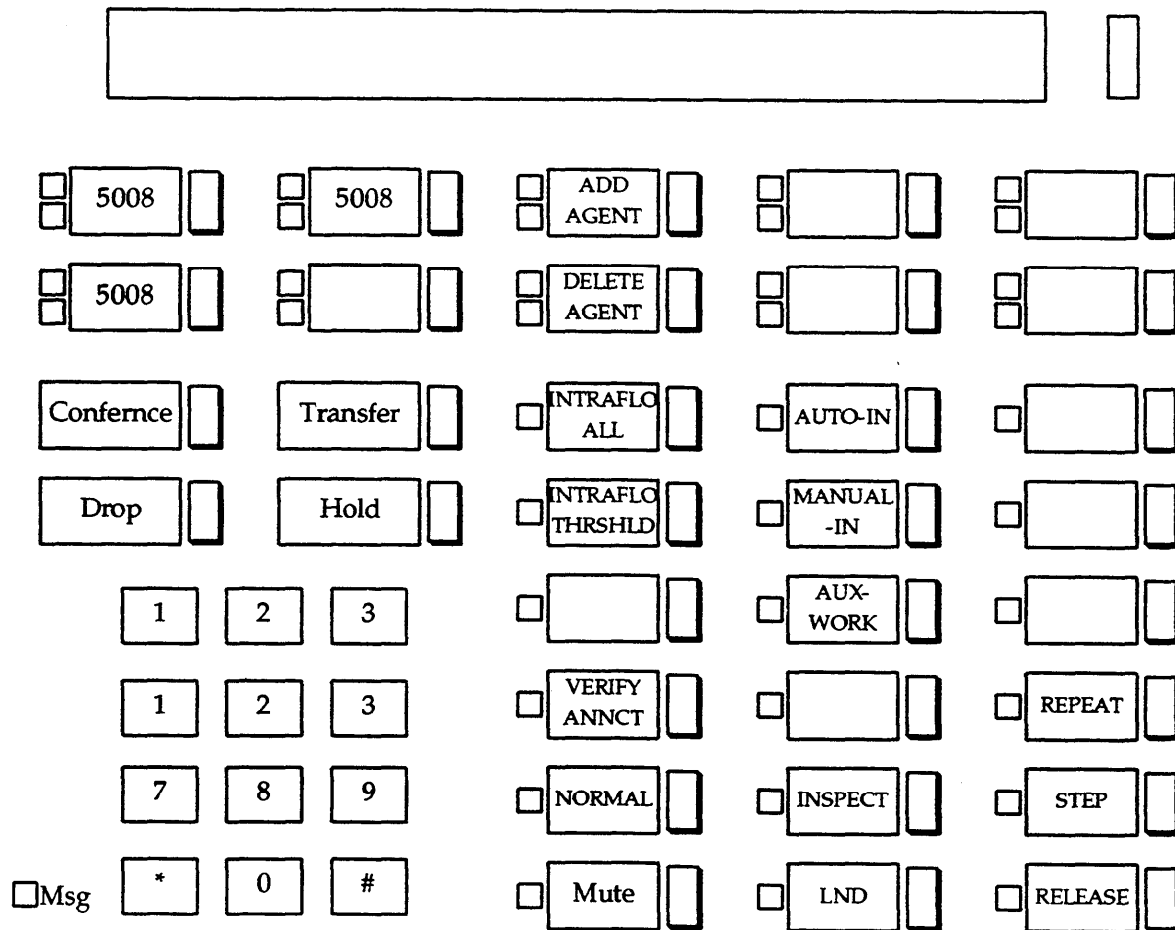 5008
5008
ADD
AGENT
5008
DELETE
AGENT
Confernce
Transfer
INTRAFLO
ALL
AUTO-IN
Drop
Hold
INTRAFLO
THRSHLD
MANUAL
-IN
1 2 3
AUX-
WORK
1 2 3
VERIFY
ANNCT
REPEAT
7 8 9
NORMAL
INSPECT
STEP
Msg
* 0 #
Mute
LND
RELEASE